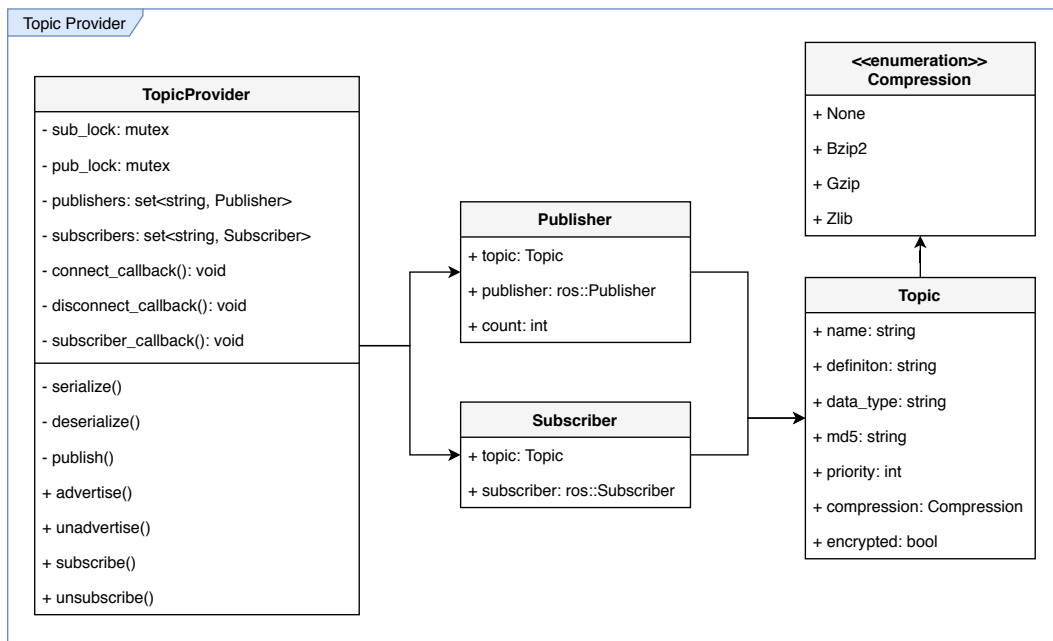 Topic Provider
TopicProvider
- sub_lock: mutex
- pub_lock: mutex
- publishers: set<string, Publisher>
- subscribers: set<string, Subscriber>
- connect_callback(): void
- disconnect_callback(): void
- subscriber_callback(): void
- serialize()
- deserialize()
- publish()
+ advertise()
+ unadvertise()
+ subscribe()
+ unsubscribe()
Publisher
+ topic: Topic
+ publisher: ros::Publisher
+ count: int
Subscriber
+ topic: Topic
+ subscriber: ros::Subscriber
<<enumeration>>
Compression
+ None
+ Bzip2
+ Gzip
+ Zlib
Topic
+ name: string
+ definiton: string
+ data_type: string
+ md5: string
+ priority: int
+ compression: Compression
+ encrypted: bool